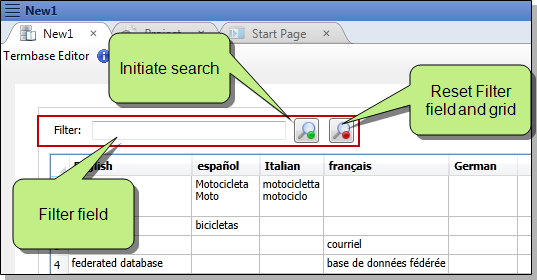 New1
New1
Start Page
Termbase Editor
Initiate search
Reset Filter
field and grid
Filter:
English español Italian français German
Motocicleta motocicletta
Moto motociclo
Filter field
bicicletas
courriel
4 federated database base de données fédérée